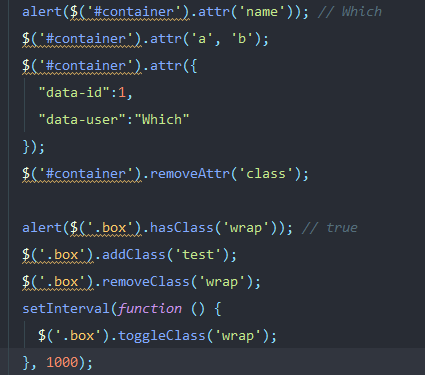 alert($('#container').attr('name')); // Which
$('#container').attr('a', 'b');
$('#container').attr({
"data-id":1,
"data-user":"Which"
});
$('#container').removeAttr('class');
alert($('.box').hasClass('wrap')); // true
$('.box').addClass('test');
$('.box').removeClass('wrap');
setInterval(function () {
$('.box').toggleClass('wrap');
}, 1000);